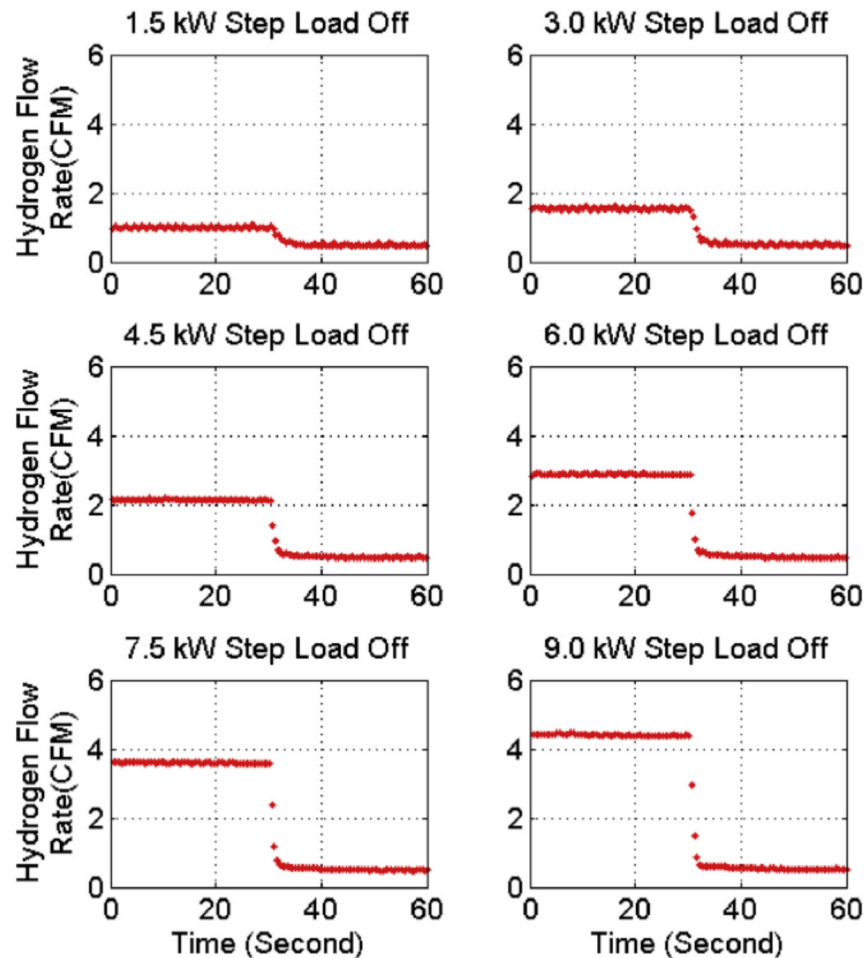 1.5 kW Step Load Off
Hydrogen Flow
Rate(CFM)
6
4
2
0
0 20 40 60
3.0 kW Step Load Off
6
4
2
0
0 20 40 60
4.5 kW Step Load Off
Hydrogen Flow
Rate(CFM)
6
4
2
0
0 20 40 60
6.0 kW Step Load Off
6
4
2
0
0 20 40 60
7.5 kW Step Load Off
Hydrogen Flow
Rate(CFM)
6
4
2
0
0 20 40 60
Time (Second)
9.0 kW Step Load Off
6
4
2
0
0 20 40 60
Time (Second)